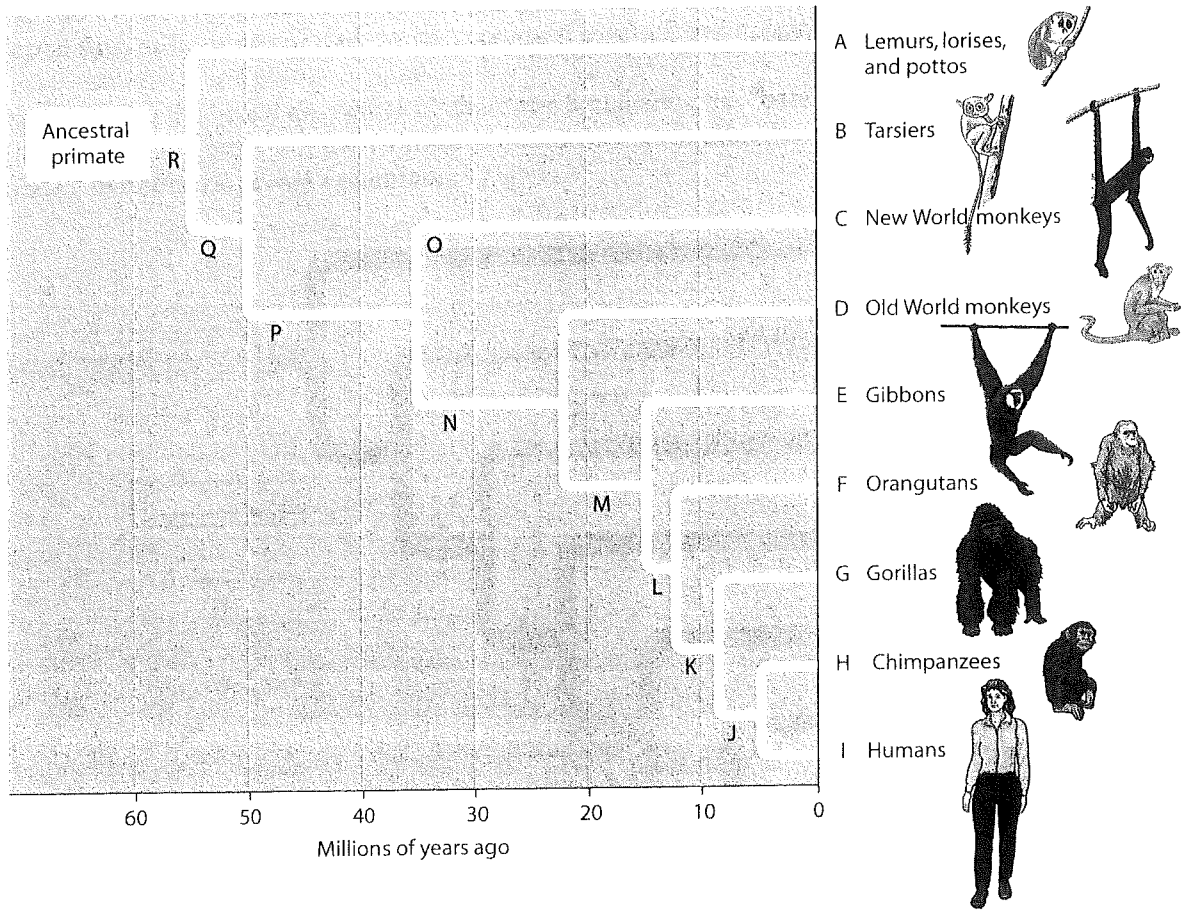 A Lemurs, lorises,
and pottos
Ancestral
primate
R
B Tarsiers
C New World monkeys
Q
O
D Old World monkeys
P
E Gibbons
N
F Orangutans
M
G Gorillas
L
H Chimpanzees
K
J
I Humans
60 50 40 30 20 10 0
Millions of years ago